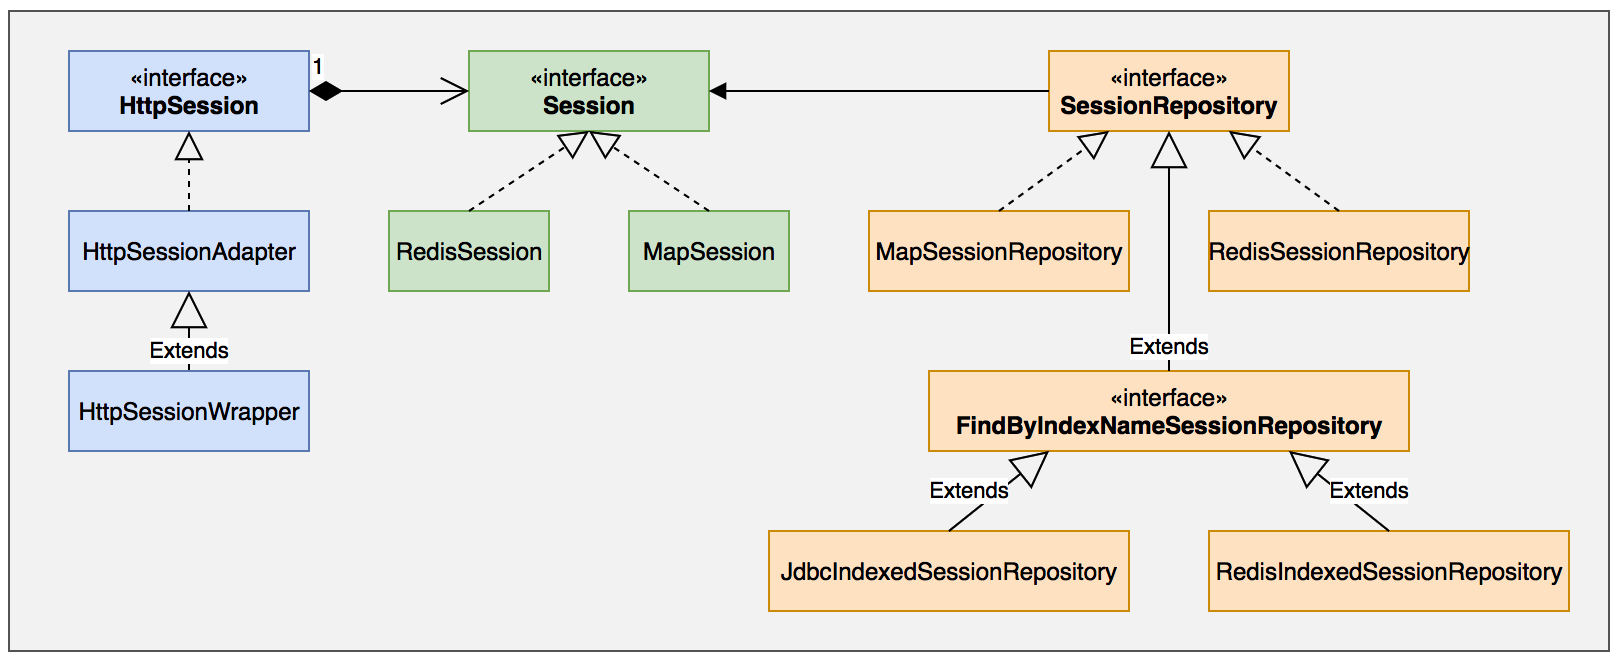 «interface»
HttpSession
1
«interface»
Session
«interface»
SessionRepository
HttpSessionAdapter
RedisSession
MapSession
MapSessionRepository
RedisSessionRepository
Extends
Extends
HttpSessionWrapper
«interface»
FindByIndexNameSessionRepository
Extends
Extends
JdbcIndexedSessionRepository
RedisIndexedSessionRepository